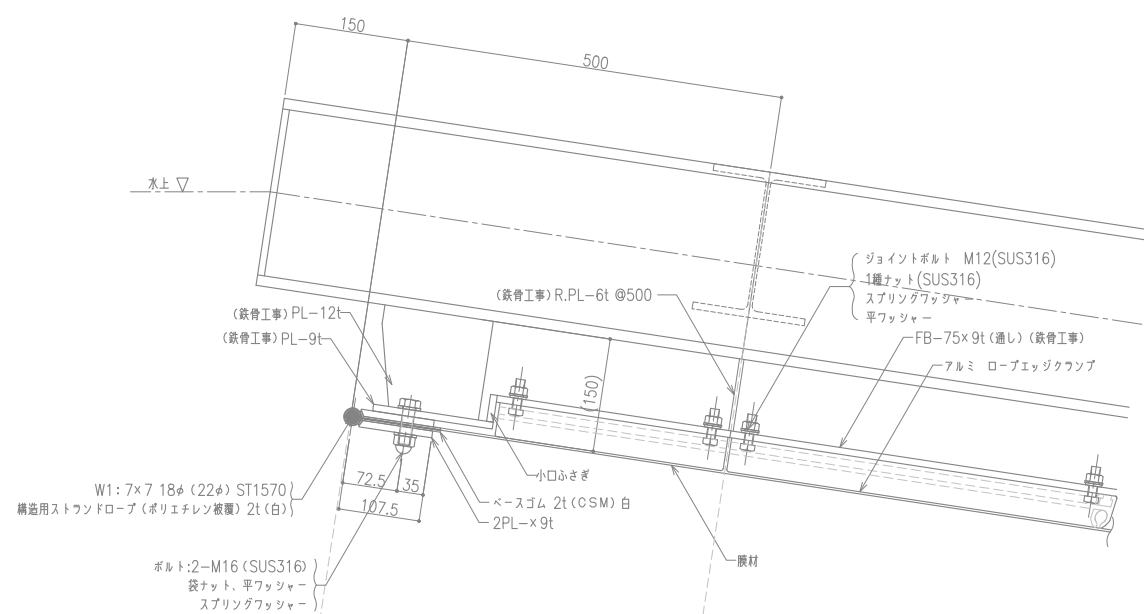 150
500
水上
ジョイントボルト M12(SUS316)
1種ナット(SUS316)
スプリングワッシャー
平ワッシャー
(鉄骨工事) R.PL-6t @500
(鉄骨工事) PL-12t
(鉄骨工事) PL-9t
FB-75×9t (通し) (鉄骨工事)
アルミ ロープエッジクランプ
(150)
小口ふさぎ
72.5
35
107.5
W1:7×7 18φ (22φ) ST1570
構造用ストランドロープ (ポリエチレン被覆) 2t(白)
ベースゴム 2t(CSM) 白
2PL-×9t
膜材
ボルト:2-M16 (SUS316)
袋ナット、平ワッシャー
スプリングワッシャー